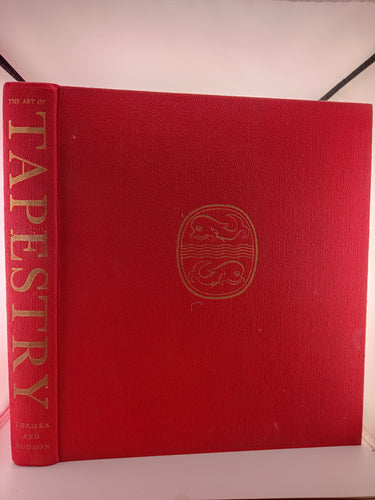 THE ART OF
TAPESTRY
THAMES
AND
HUDSON